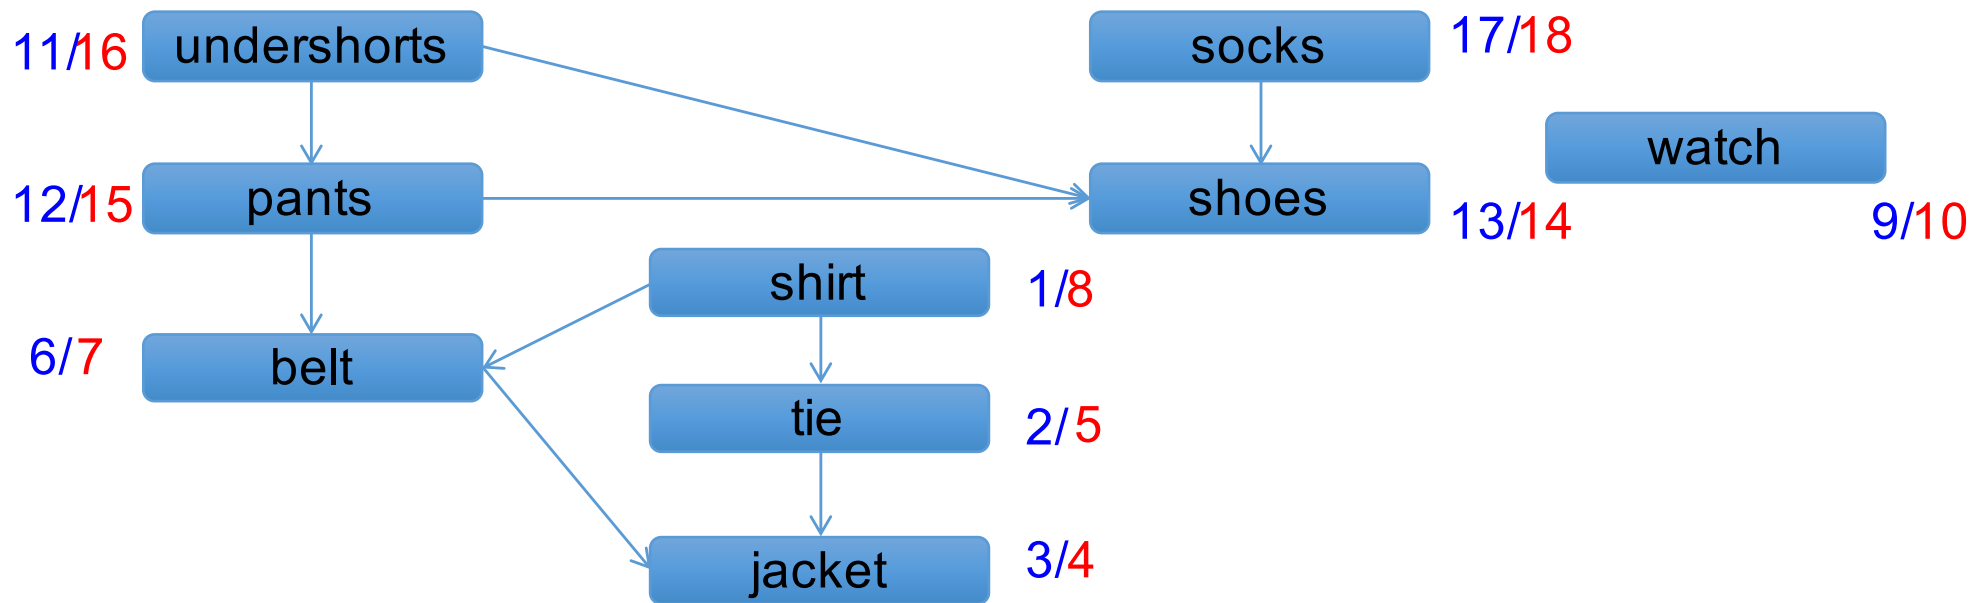 11/16
undershorts
socks
17/18
watch
12/15
pants
shoes
13/14
9/10
shirt
1/8
6/7
belt
tie
2/5
jacket
3/4